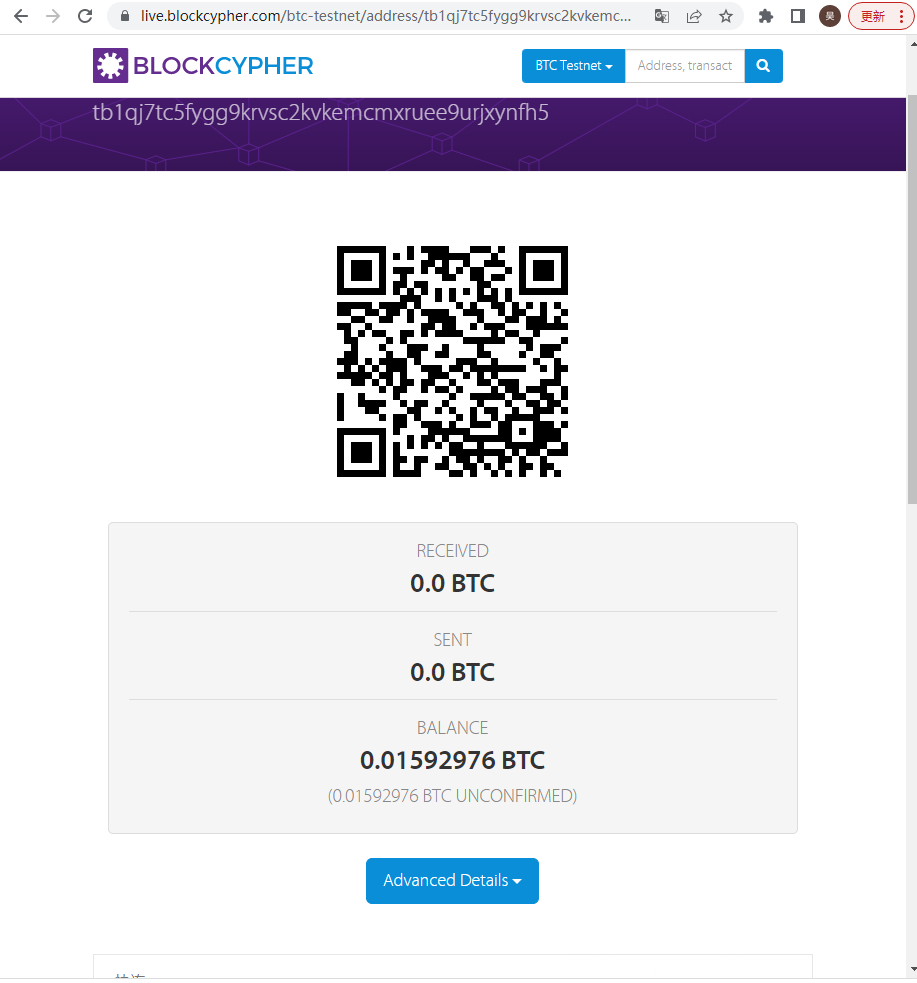 live.blockcypher.com/btc-testnet/address/tb1qj7tc5fygg9krvsc2kvkemc...
吴
更新
BLOCKCYPHER
BTC Testnet
Address, transact
tb1qj7tc5fygg9krvsc2kvkemcmxruee9urjxynfh5
RECEIVED
0.0 BTC
SENT
0.0 BTC
BALANCE
0.01592976 BTC
(0.01592976 BTC UNCONFIRMED)
Advanced Details